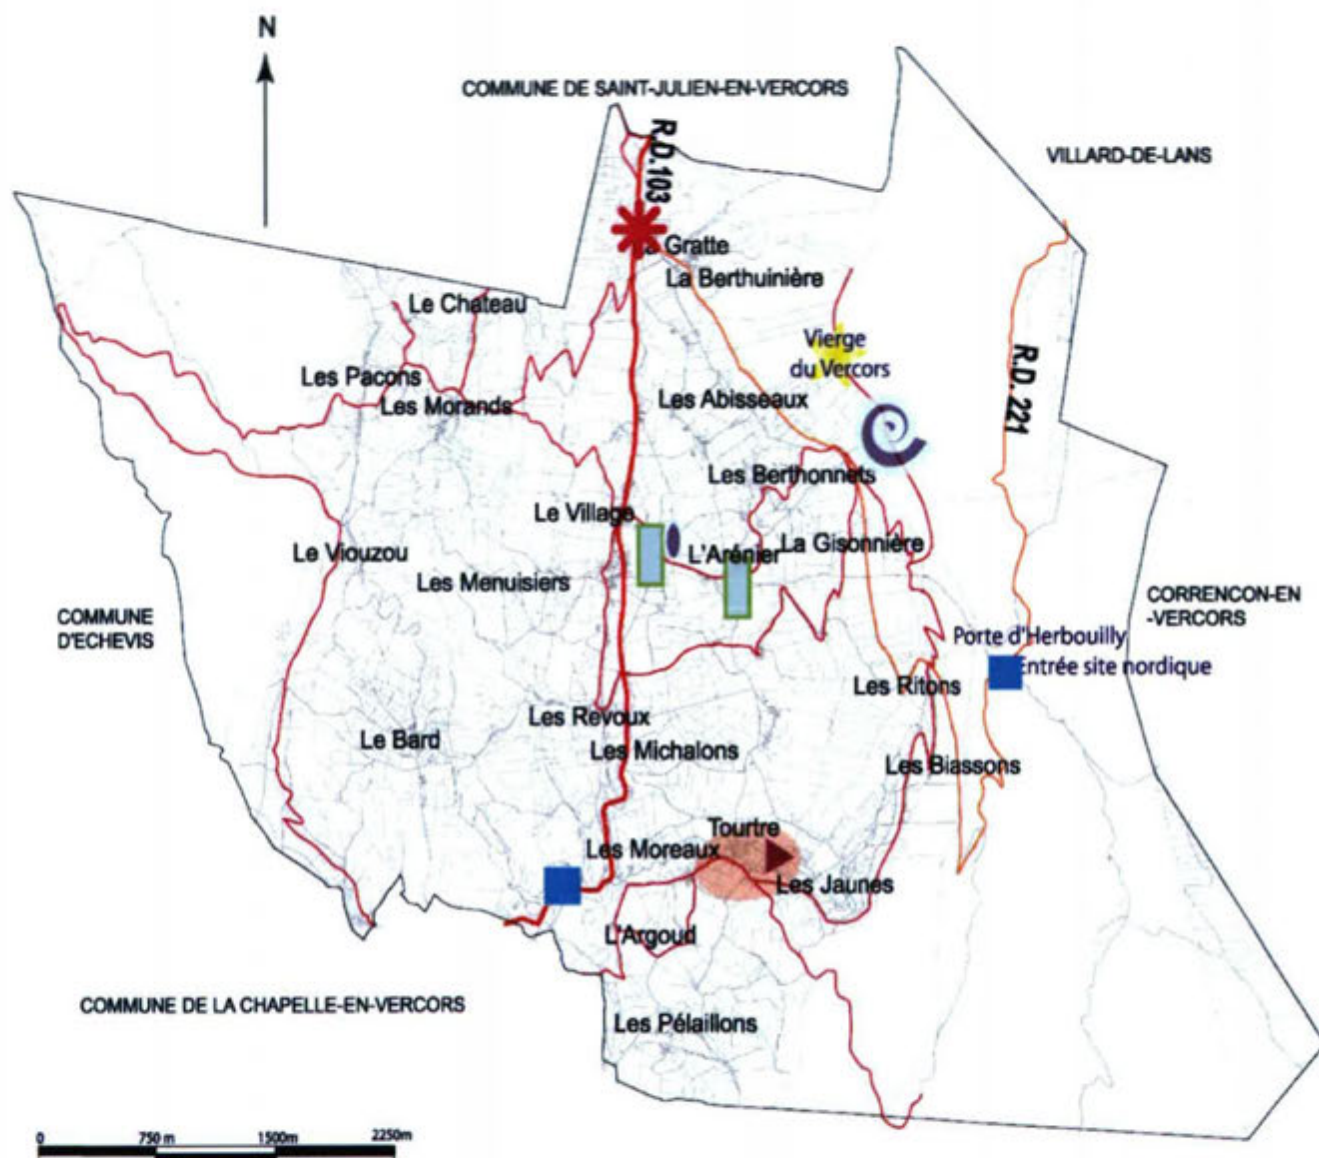 N
COMMUNE DE SAINT-JULIEN-EN-VERCORS
R.D.103
VILLARD-DE-LANS
La Gratte
La Berthuinière
Le Chateau
Vierge
du Vercors
R.D. 221
Les Pacons
Les Morands
Les Abisseaux
Les Berthonnets
Le Village
L'Arénier
La Gisonnière
Le Viouzou
Les Menuisiers
COMMUNE
D'ECHEVIS
CORRENCON-EN
-VERCORS
Porte d'Herbouilly
Entrée site nordique
Les Ritons
Les Revoux
Le Bard
Les Michalons
Les Biassons
Tourtre
Les Moreaux
Les Jaunes
L'Argoud
COMMUNE DE LA CHAPELLE-EN-VERCORS
Les Pélaillons
0 750 m 1500m 2250m